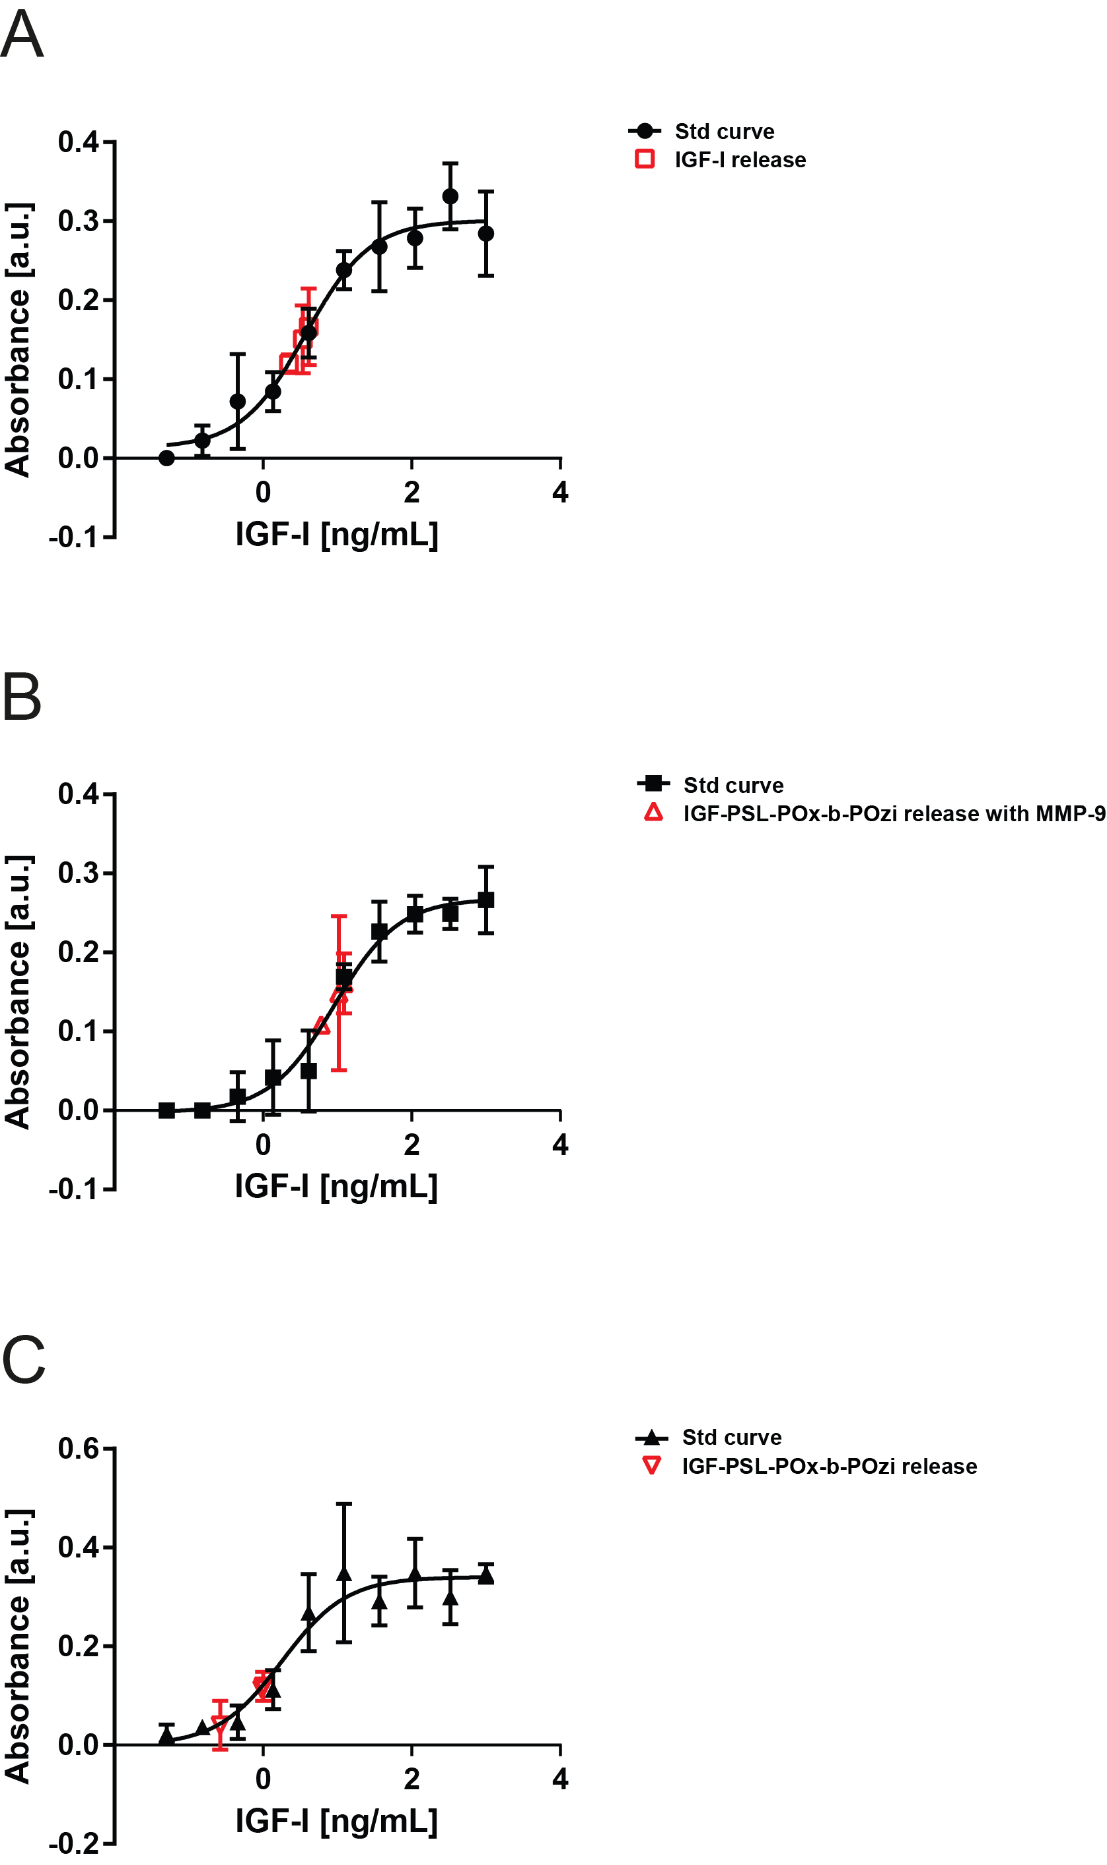 A
Absorbance [a.u.]
0.4
0.3
0.2
0.1
0.0
-0.1
0
2
4
IGF-I [ng/mL]
Std curve
IGF-I release
B
Absorbance [a.u.]
0.4
0.3
0.2
0.1
0.0
-0.1
0
2
4
IGF-I [ng/mL]
Std curve
IGF-PSL-POx-b-POzi release with MMP-9
C
Absorbance [a.u.]
0.6
0.4
0.2
0.0
-0.2
0
2
4
IGF-I [ng/mL]
Std curve
IGF-PSL-POx-b-POzi release